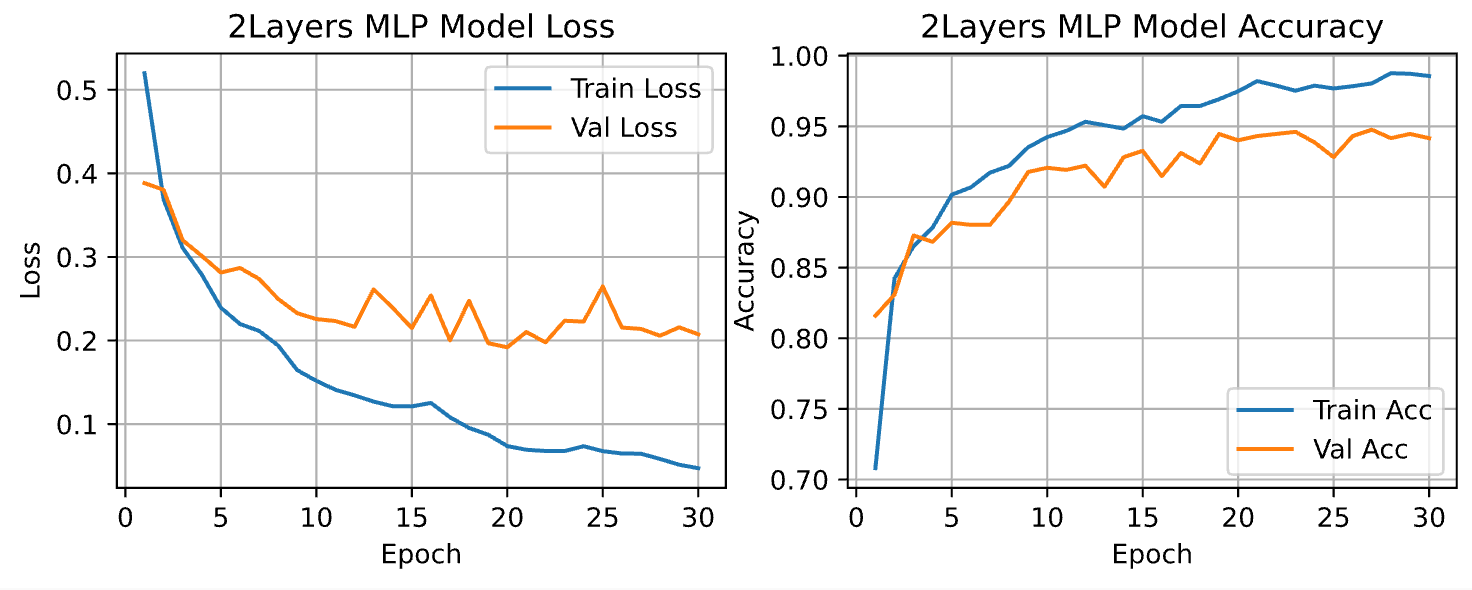 2Layers MLP Model Loss
Loss
0.5
0.4
0.3
0.2
0.1
0 5 10 15 20 25 30
Epoch
Train Loss
Val Loss
2Layers MLP Model Accuracy
Accuracy
1.00
0.95
0.90
0.85
0.80
0.75
0.70
0 5 10 15 20 25 30
Epoch
Train Acc
Val Acc